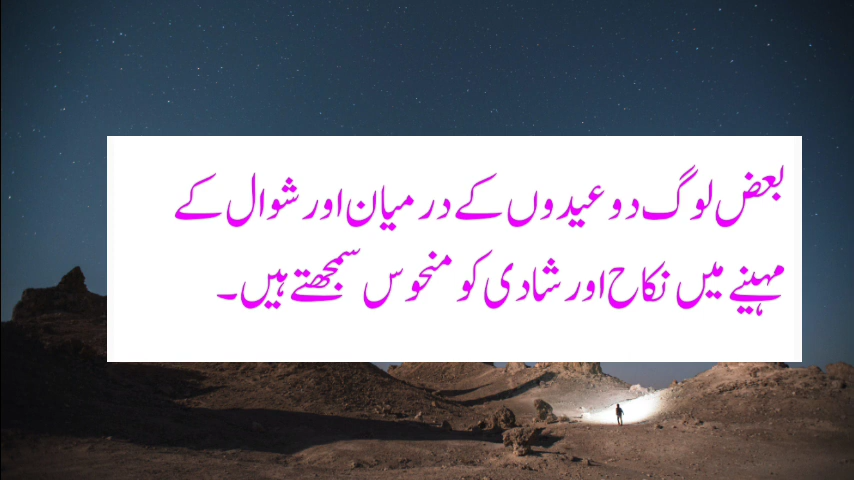 بعض لوگ دو عیدوں کے درمیان اور شوال کے
مہینے میں نکاح اور شادی کو منحوس سمجھتے ہیں۔